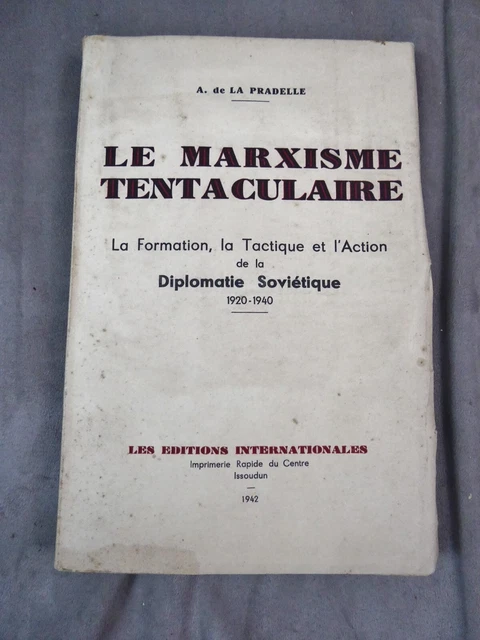 A. de LA PRADELLE
LE MARXISME
TENTACULAIRE
La Formation, la Tactique et l'Action
de la
Diplomatie Soviétique
1920-1940
LES EDITIONS INTERNATIONALES
Imprimerie Rapide du Centre
Issoudun
—
1942